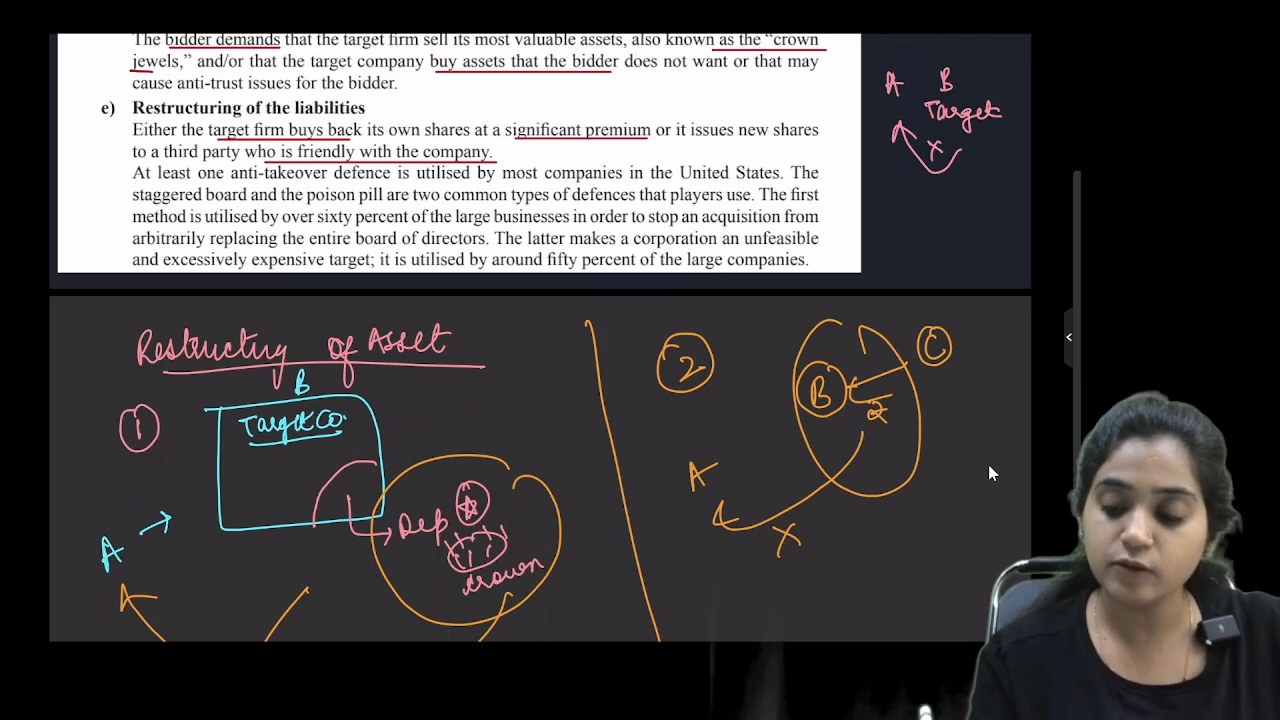 The bidder demands that the target firm sell its most valuable assets, also known as the “crown
jewels,” and/or that the target company buy assets that the bidder does not want or that may
cause anti-trust issues for the bidder.
e) Restructuring of the liabilities
Either the target firm buys back its own shares at a significant premium or it issues new shares
to a third party who is friendly with the company.
At least one anti-takeover defence is utilised by most companies in the United States. The
staggered board and the poison pill are two common types of defences that players use. The first
method is utilised by over sixty percent of the large businesses in order to stop an acquisition from
arbitrarily replacing the entire board of directors. The latter makes a corporation an unfeasible
and excessively expensive target; it is utilised by around fifty percent of the large companies.
A B
Target
X
Restructing of Asset
B
1 Target Co.
A
Dep
crown
2
B
C
A
X